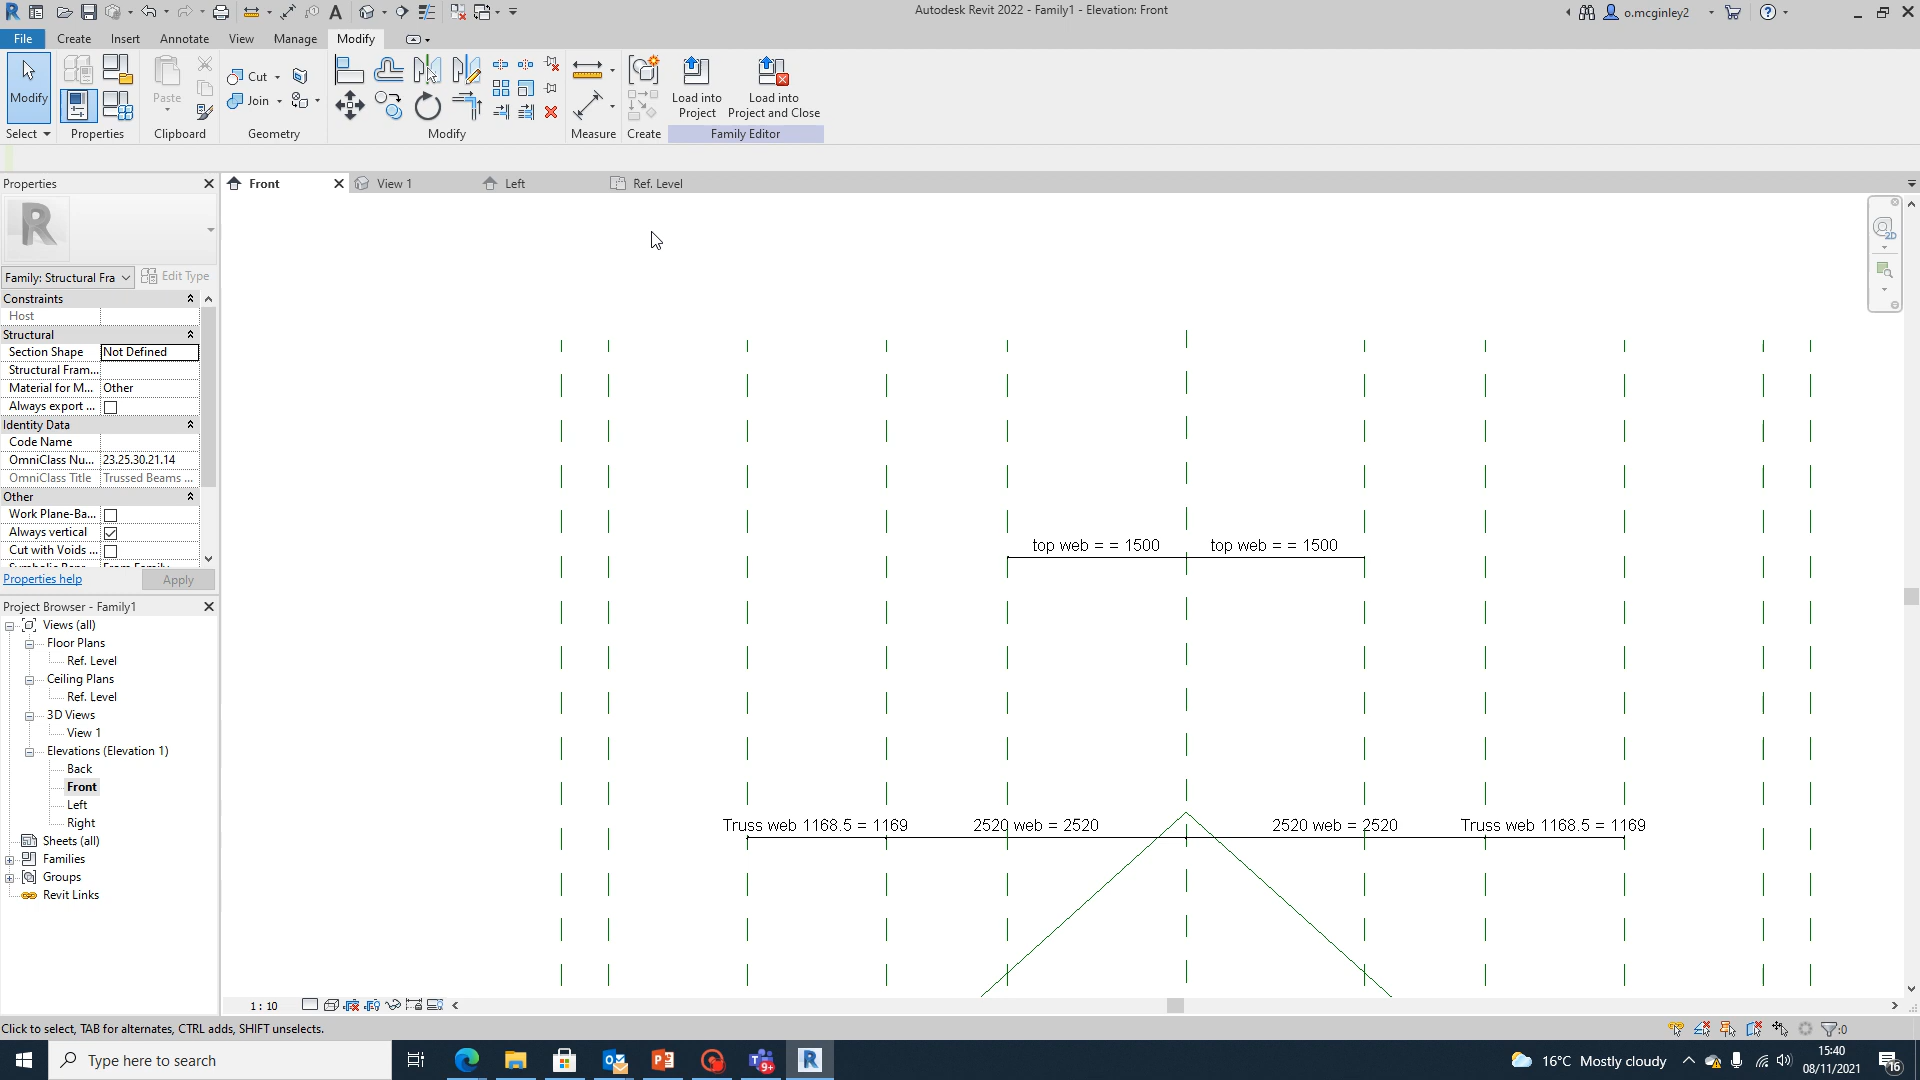 Autodesk Revit 2022 - Family1 - Elevation: Front
o.mcginley2
File Create Insert Annotate View Manage Modify
Modify
Paste
Cut
Join
Load into
Project
Load into
Project and Close
Select Properties Clipboard Geometry Modify Measure Create Family Editor
Properties
Front View 1 Left Ref. Level
2D
Family: Structural Fra Edit Type
Constraints
Host
Structural
Section Shape Not Defined
Structural Fram...
Material for M... Other
Always export ...
Identity Data
Code Name
OmniClass Nu... 23.25.30.21.14
OmniClass Title Trussed Beams ...
Other
Work Plane-Ba...
Always vertical
Cut with Voids ...
Properties help Apply
Project Browser - Family1
Views (all)
Floor Plans
Ref. Level
Ceiling Plans
Ref. Level
3D Views
View 1
Elevations (Elevation 1)
Back
Front
Left
Right
Sheets (all)
Families
Groups
Revit Links
top web = = 1500 top web = = 1500
Truss web 1168.5 = 1169 2520 web = 2520 2520 web = 2520 Truss web 1168.5 = 1169
1 : 10
Click to select, TAB for alternates, CTRL adds, SHIFT unselects.
:0
Type here to search
9+
16°C Mostly cloudy
15:40
08/11/2021
16